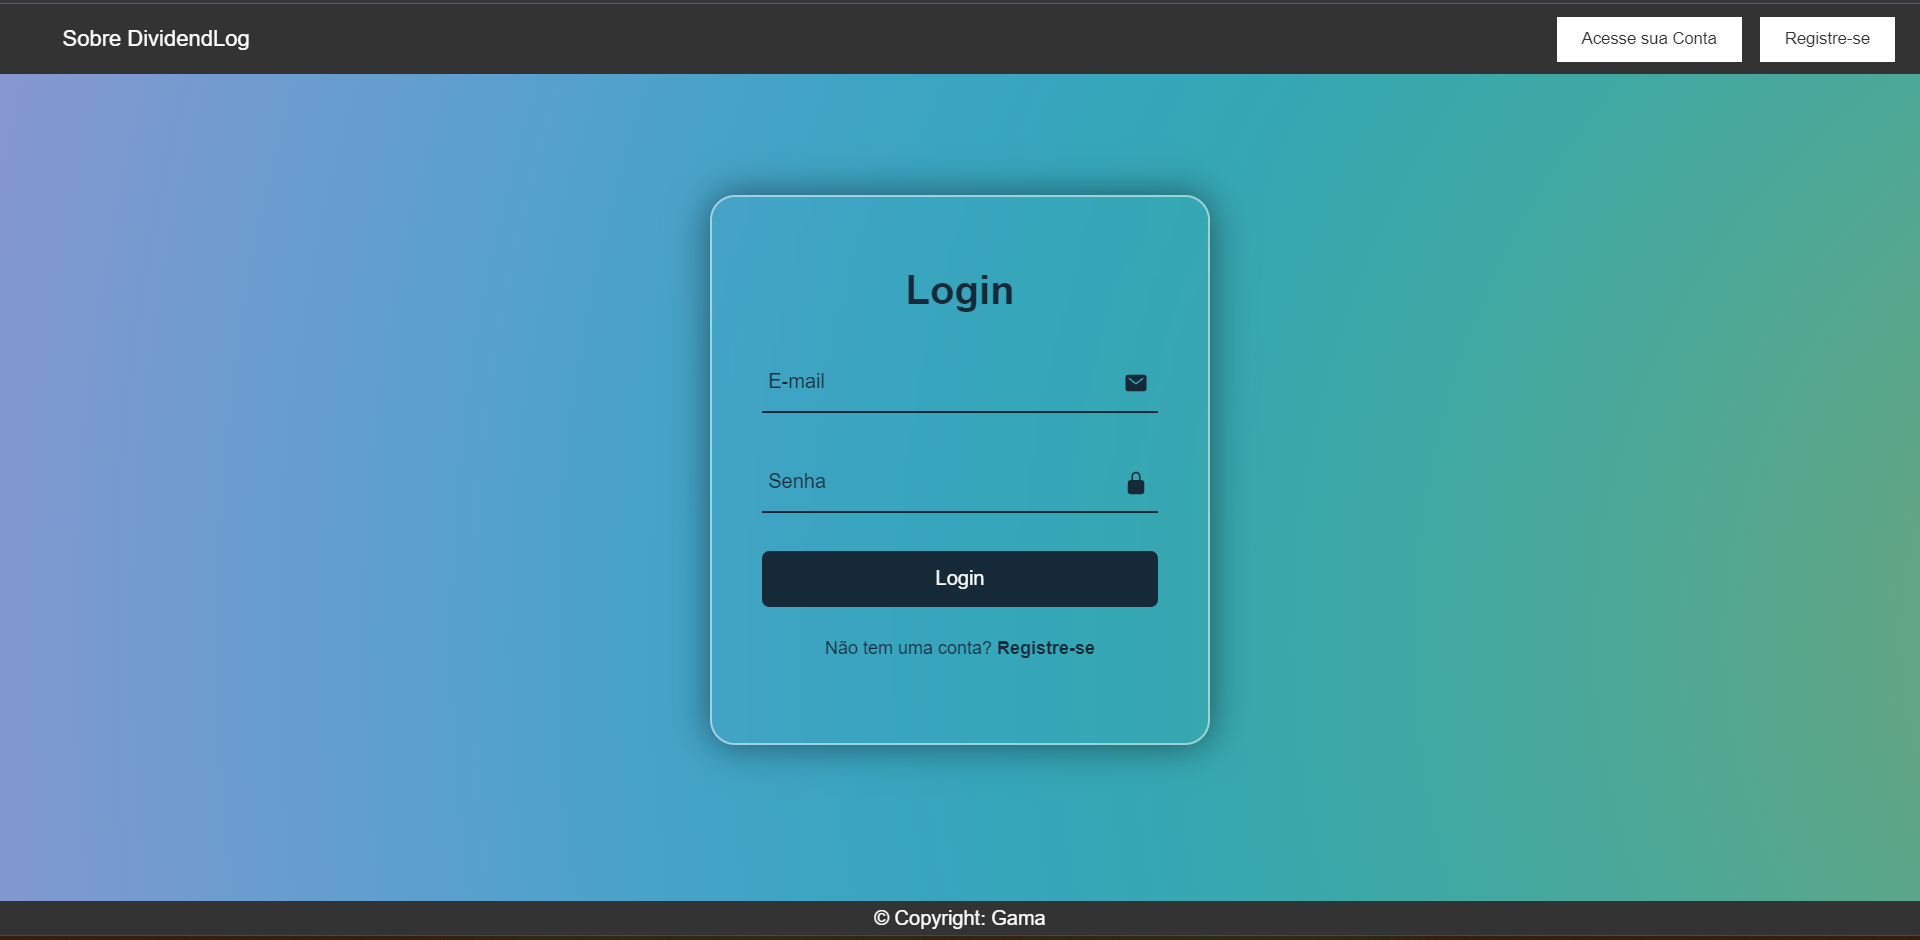 Sobre DividendLog
Acesse sua Conta
Registre-se
Login
E-mail
Senha
Login
Não tem uma conta? Registre-se
© Copyright: Gama